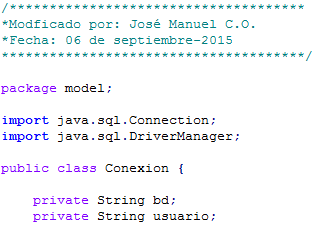 /*************************************
*Modficado por: José Manuel C.O.
*Fecha: 06 de septiembre-2015
**************************************/
package model;
import java.sql.Connection;
import java.sql.DriverManager;
public class Conexion {
private String bd;
private String usuario;